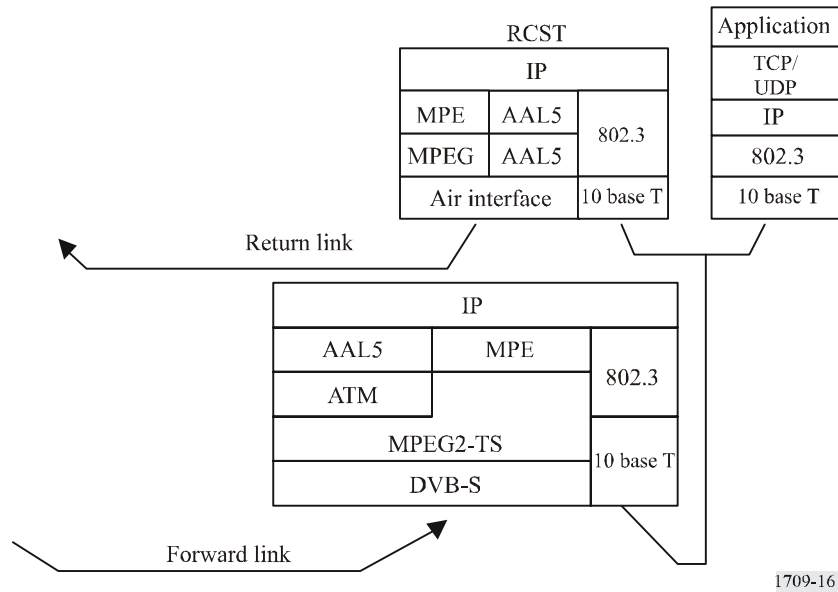 RCST
IP
MPE
AAL5
802.3
MPEG
AAL5
Air interface
10 base T
Application
TCP/
UDP
IP
802.3
10 base T
Return link
IP
AAL5
MPE
802.3
ATM
MPEG2-TS
10 base T
DVB-S
Forward link
1709-16